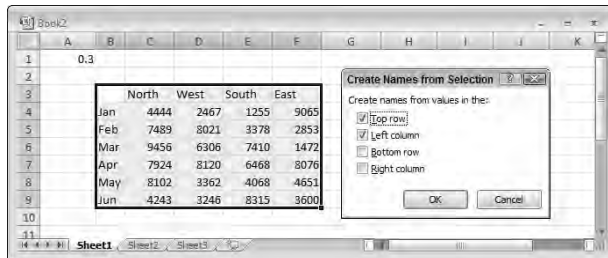 Book2
A B C D E F G H I J K
1 0.3
2
3 North West South East
4 Jan 4444 2467 1255 9065
5 Feb 7489 8021 3378 2853
6 Mar 9456 6306 7410 1472
7 Apr 7924 8120 6468 8076
8 May 8102 3362 4068 4651
9 Jun 4243 3246 8315 3600
10
11
Create Names from Selection
Create names from values in the:
Top row
Left column
Bottom row
Right column
OK Cancel
Sheet1 Sheet2 Sheet3